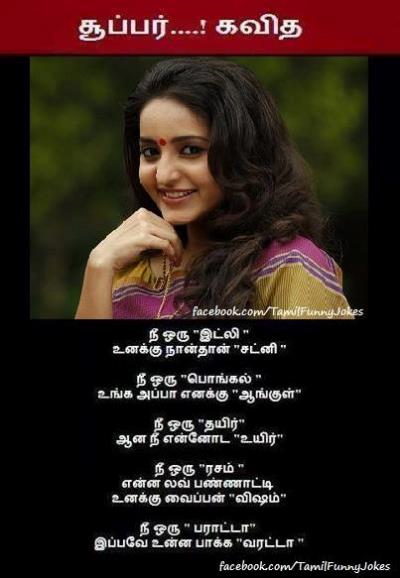 சூப்பர்....! கவித
facebook.com/TamilFunnyJokes
நீ ஒரு "இட்லி "
உனக்கு நான்தான் "சட்னி "
நீ ஒரு "பொங்கல் "
உங்க அப்பா எனக்கு "ஆங்குள்"
நீ ஒரு "தயிர்"
ஆன நீ என்னோட "உயிர்"
நீ ஒரு "ரசம் "
என்ன லவ் பண்ணாட்டி
உனக்கு வைப்பன் "விஷம்"
நீ ஒரு " பராட்டா"
இப்பவே உன்ன பாக்க "வரட்டா "
facebook.com/TamilFunnyJokes